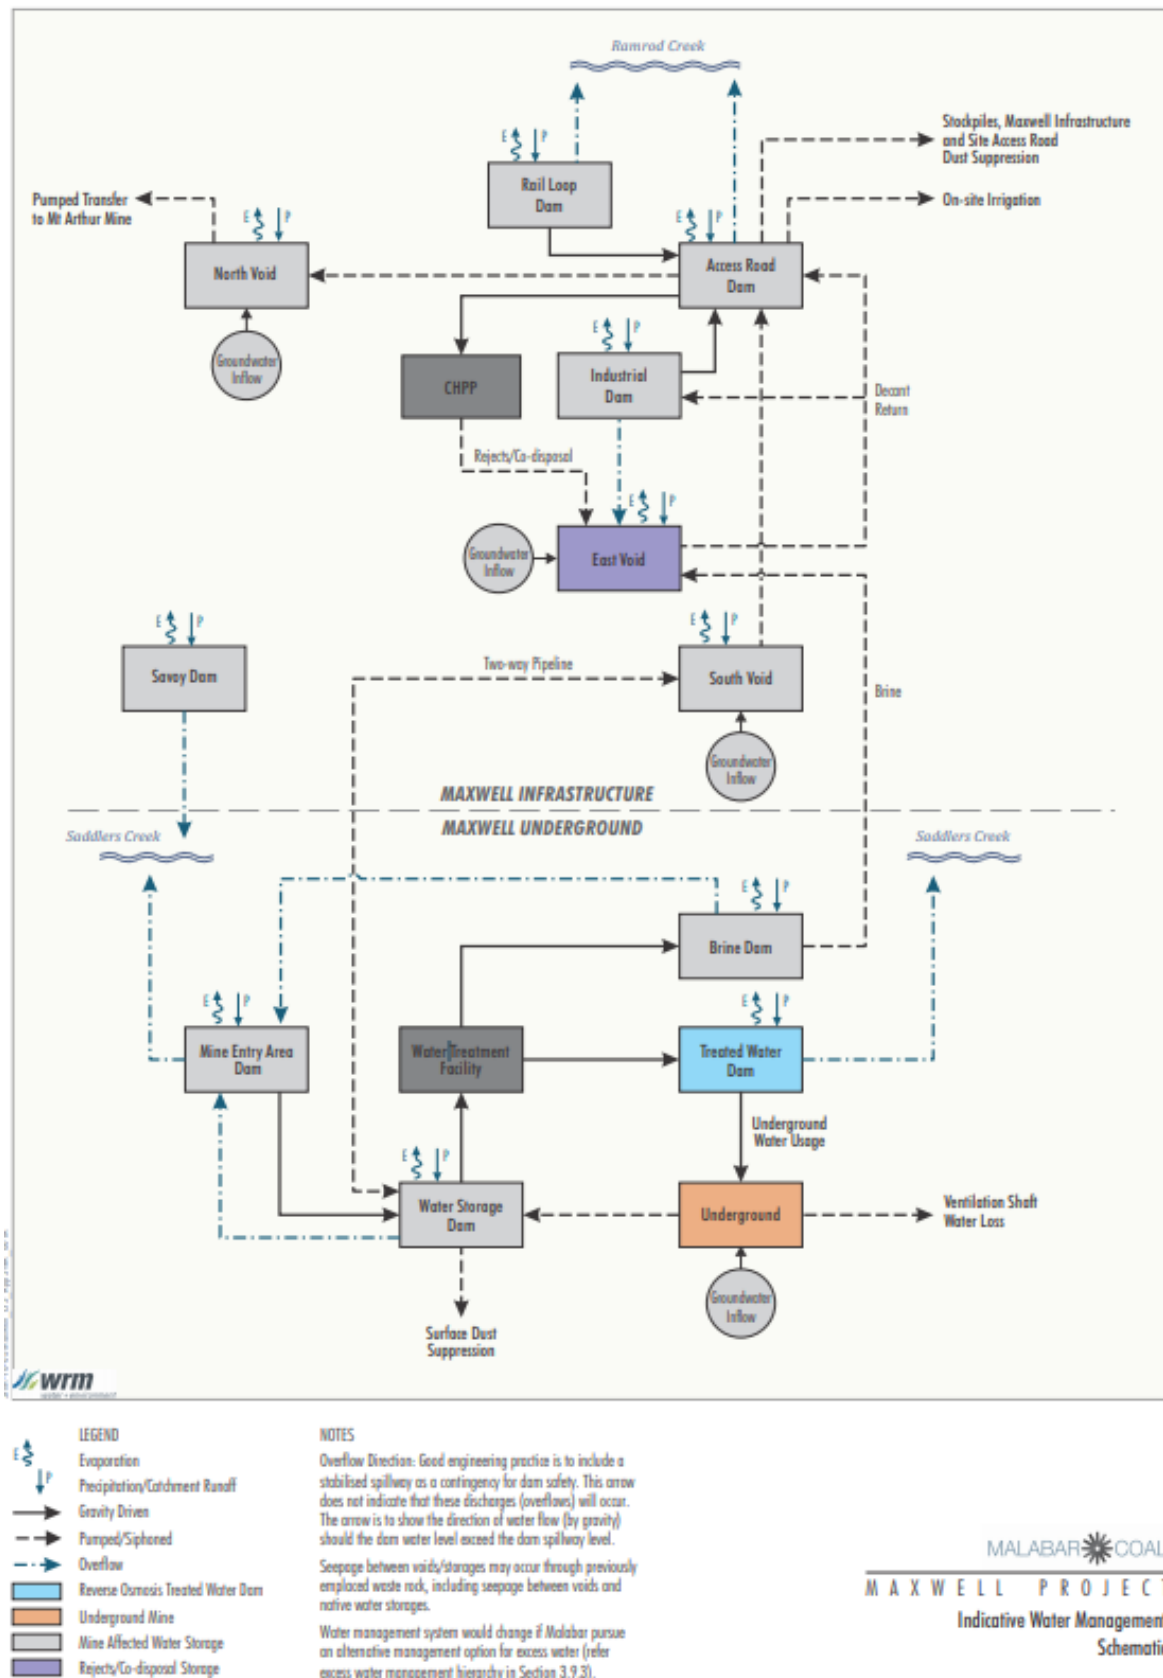 Ramrod Creek
E P
Stockpiles, Maxwell Infrastructure
and Site Access Road
Dust Suppression
Rail Loop
Dam
Pumped Transfer
to Mt Arthur Mine
On-site Irrigation
E P
E P
North Void
Access Road
Dam
E P
Groundwater
Inflow
CHPP
Industrial
Dam
Decant
Return
Rejects/Co-disposal
E P
Groundwater
Inflow
East Void
E P
E P
Savoy Dam
Two-way Pipeline
South Void
Brine
Groundwater
Inflow
MAXWELL INFRASTRUCTURE
MAXWELL UNDERGROUND
Saddlers Creek
Saddlers Creek
E P
Brine Dam
E P
E P
Mine Entry Area
Dam
Water Treatment
Facility
Treated Water
Dam
Underground
Water Usage
E P
Water Storage
Dam
Underground
Ventilation Shaft
Water Loss
Groundwater
Inflow
Surface Dust
Suppression
wrm
water + environment
LEGEND
E Evaporation
P Precipitation/Catchment Runoff
Gravity Driven
Pumped/Siphoned
Overflow
Reverse Osmosis Treated Water Dam
Underground Mine
Mine Affected Water Storage
Rejects/Co-disposal Storage
NOTES
Overflow Direction: Good engineering practice is to include a
stabilised spillway as a contingency for dam safety. This arrow
does not indicate that these discharges (overflows) will occur.
The arrow is to show the direction of water flow (by gravity)
should the dam water level exceed the dam spillway level.
Seepage between voids/storages may occur through previously
emplaced waste rock, including seepage between voids and
native water storages.
Water management system would change if Malabar pursue
an alternative management option for excess water (refer
excess water management hierarchy in Section 3.9.3).
MALABAR COAL
MAXWELL PROJECT
Indicative Water Management
Schematic